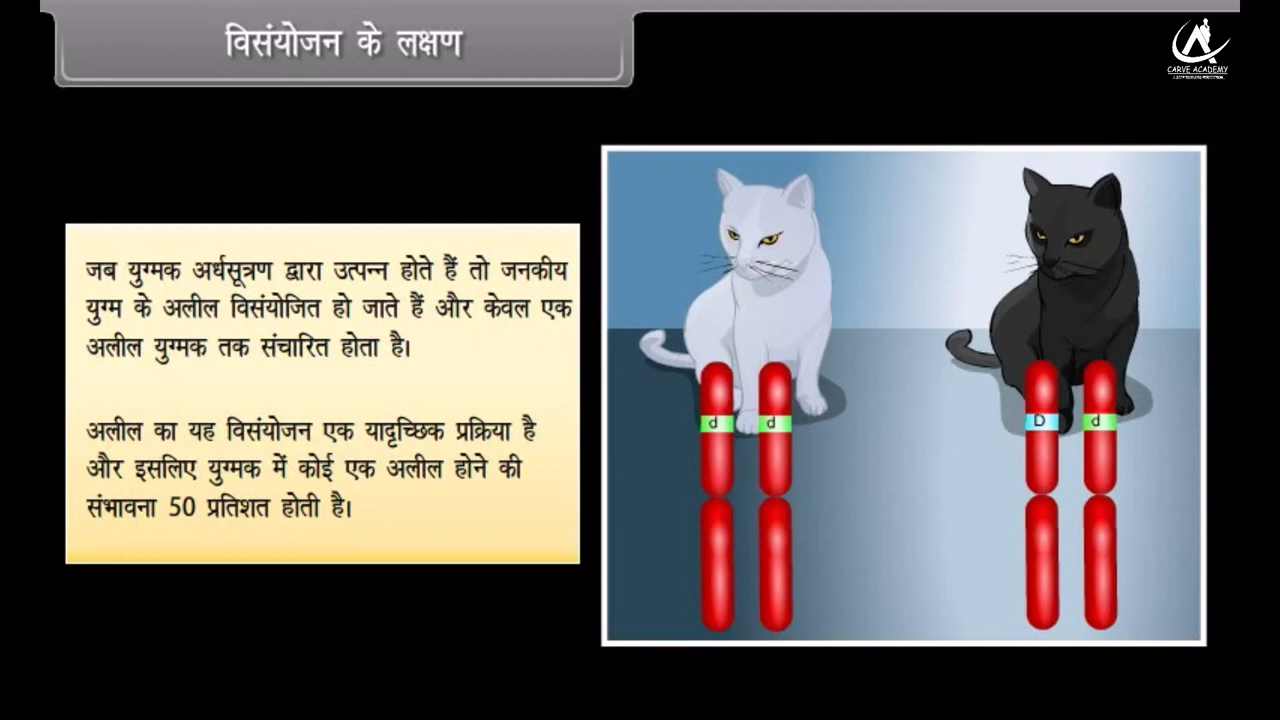 विसंयोजन के लक्षण
CARVE ACADEMY
जब युग्मक अर्धसूत्रण द्वारा उत्पन्न होते हैं तो जनकीय
युग्म के अलील विसंयोजित हो जाते हैं और केवल एक
अलील युग्मक तक संचारित होता है।
अलील का यह विसंयोजन एक यादृच्छिक प्रक्रिया है
और इसलिए युग्मक में कोई एक अलील होने की
संभावना 50 प्रतिशत होती है।
d d D d